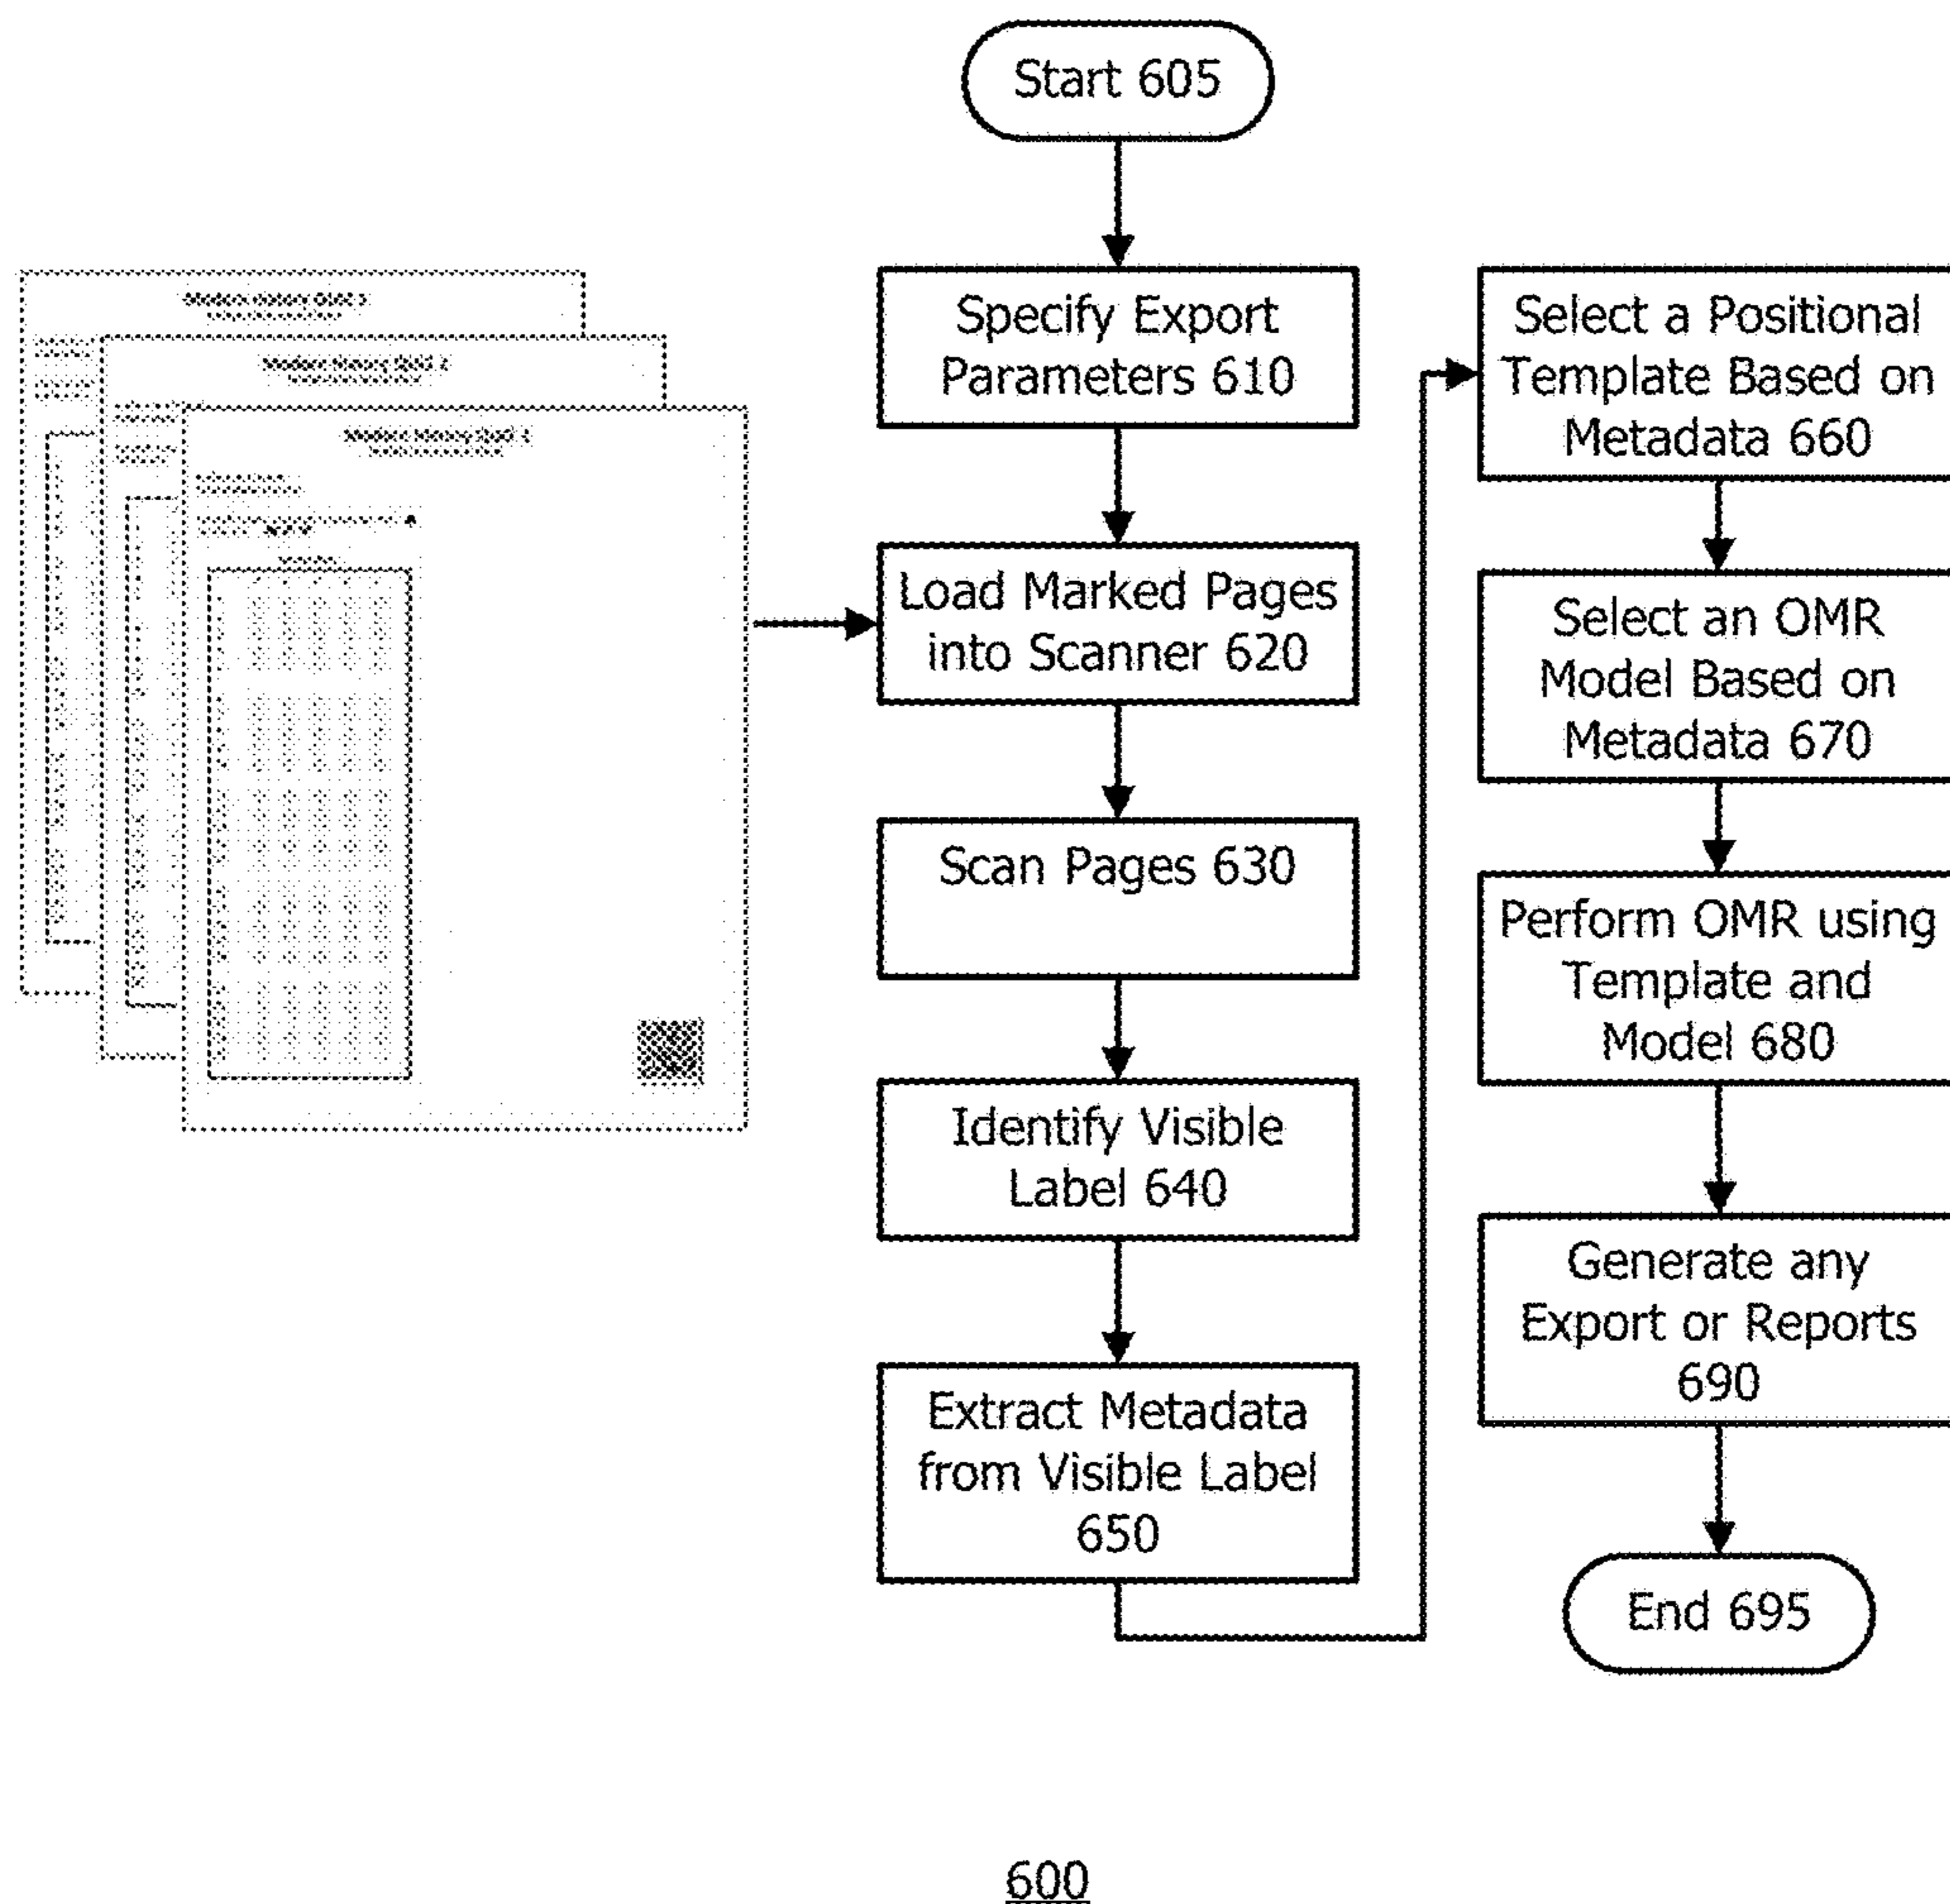 Start 605
Specify Export
Parameters 610
Load Marked Pages
into Scanner 620
Scan Pages 630
Identify Visible
Label 640
Extract Metadata
from Visible Label
650
Select a Positional
Template Based on
Metadata 660
Select an OMR
Model Based on
Metadata 670
Perform OMR using
Template and
Model 680
Generate any
Export or Reports
690
End 695
600